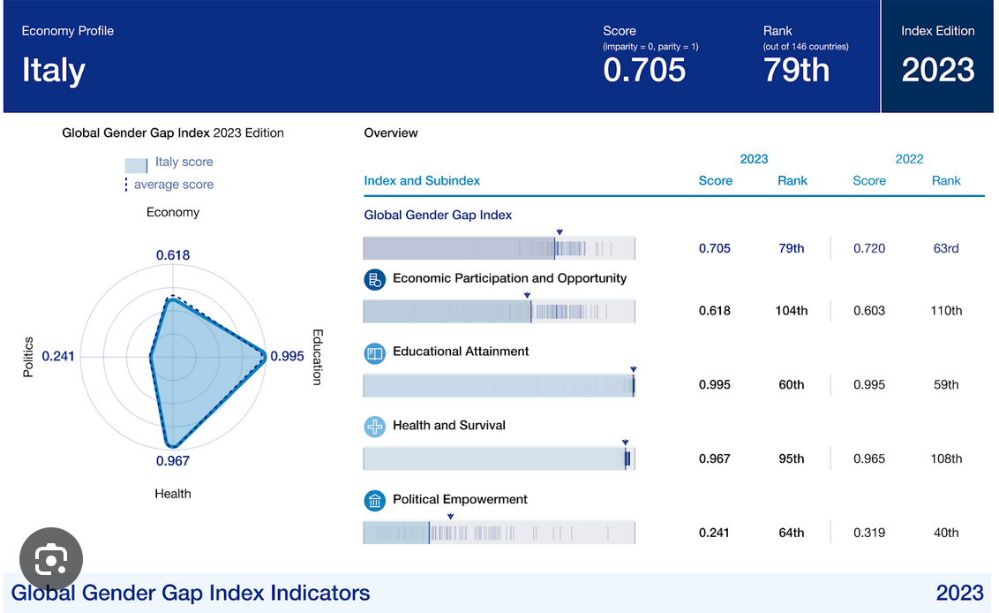 Economy Profile
Italy
Score
(imparity = 0, parity = 1)
0.705
Rank
(out of 146 countries)
79th
Index Edition
2023
Global Gender Gap Index 2023 Edition
Italy score
average score
Economy
0.618
Politics
0.241
Education
0.995
0.967
Health
Overview
2023 2022
Index and Subindex Score Rank Score Rank
Global Gender Gap Index
0.705 79th 0.720 63rd
Economic Participation and Opportunity
0.618 104th 0.603 110th
Educational Attainment
0.995 60th 0.995 59th
Health and Survival
0.967 95th 0.965 108th
Political Empowerment
0.241 64th 0.319 40th
Global Gender Gap Index Indicators 2023